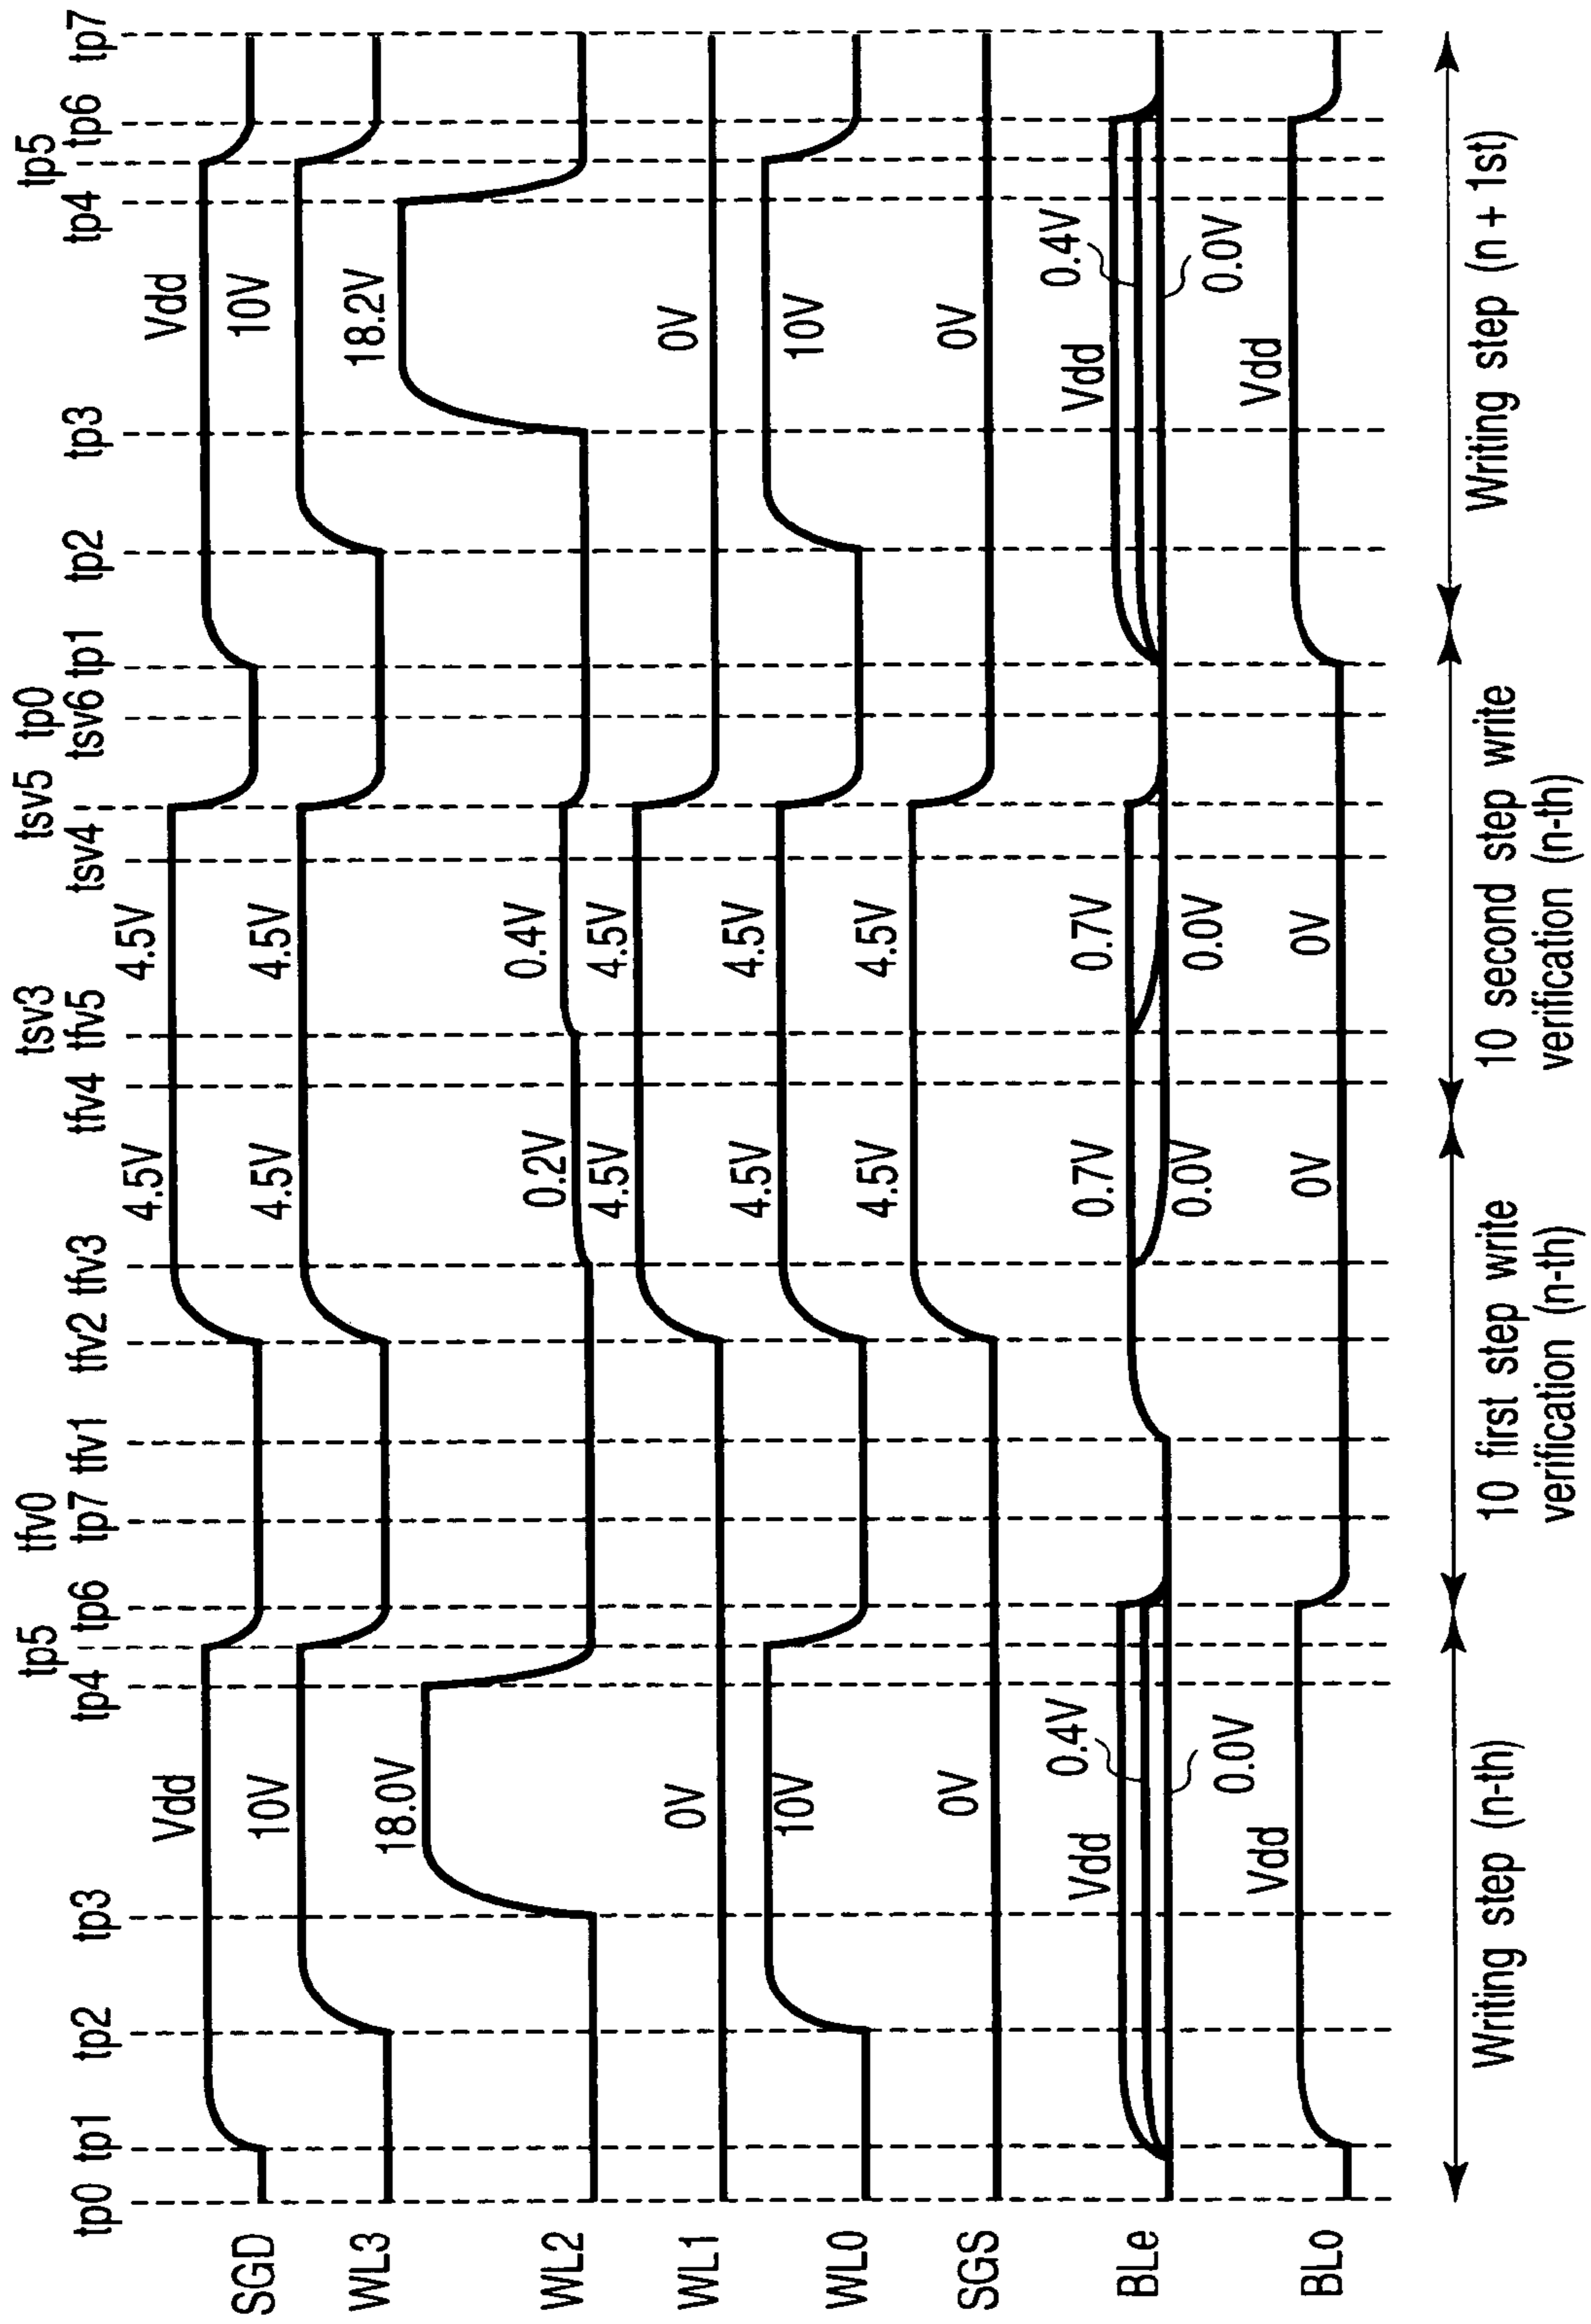 tp5 tfv0 tsv3 tsv5 tp0 tp5
tp0 tp1 tp2 tp3 tp4 tp6 tp7 tfv1 tfv2 tfv3 tfv4 tfv5 tsv4 tsv6 tp1 tp2 tp3 tp4 tp6 tp7
SGD Vdd 4.5V 4.5V Vdd
WL3 10V 4.5V 4.5V 10V
WL2 18.0V 0.2V 0.4V 18.2V
WL1 0V 4.5V 4.5V 0V
WL0 10V 4.5V 4.5V 10V
SGS 0V 4.5V 4.5V 0V
BLe Vdd 0.4V 0.0V 0.7V 0.0V 0.7V 0.0V Vdd 0.4V 0.0V
BLo Vdd 0V 0V Vdd
Writing step (n-th)
10 first step write
verification (n-th)
10 second step write
verification (n-th)
Writing step (n + 1st)